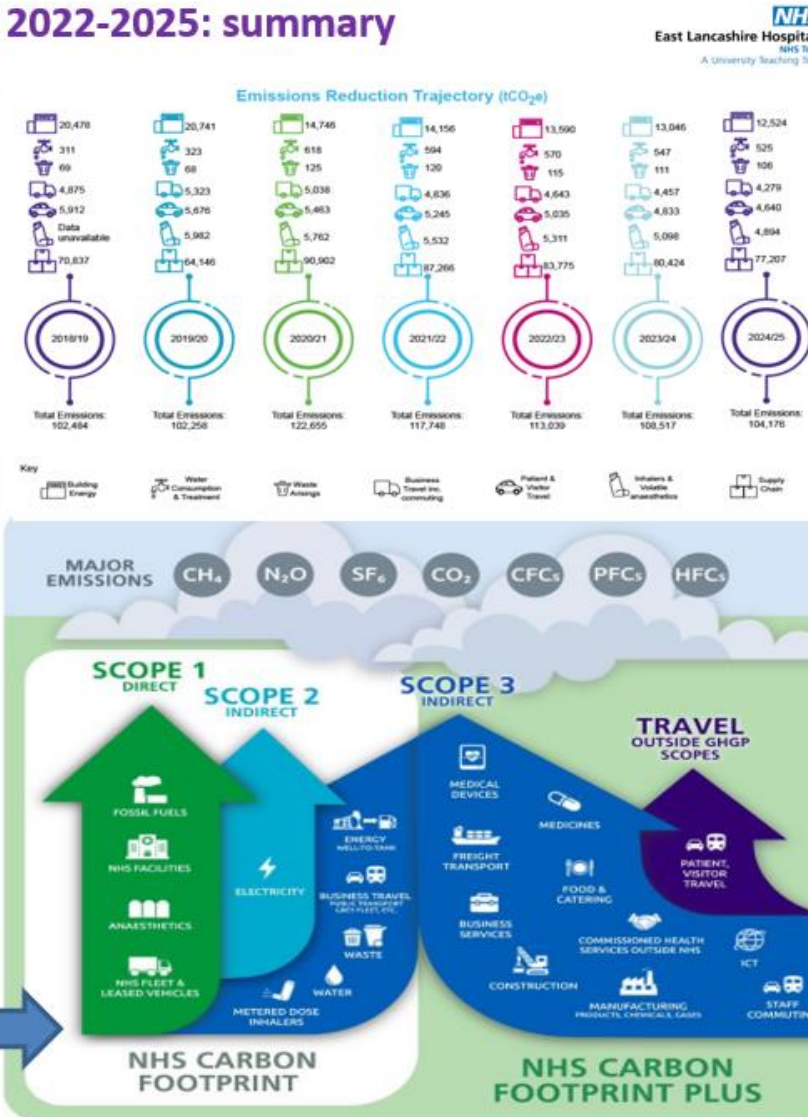 2022-2025: summary
NH
East Lancashire Hospita
NHS Tr
A University Teaching
Emissions Reduction Trajectory (tCO₂e)
20,478
311
69
4,875
5,912
Data
unavailable
70,837
2018/19
Total Emissions:
102,484
20,741
323
68
5,323
5,676
5,982
64,146
2019/20
Total Emissions:
102,258
14,746
618
125
5,038
5,463
5,762
90,902
2020/21
Total Emissions:
122,655
14,156
594
120
4,836
5,245
5,532
87,266
2021/22
Total Emissions:
117,748
13,590
570
115
4,643
5,035
5,311
83,775
2022/23
Total Emissions:
113,039
13,046
547
111
4,457
4,833
5,098
80,424
2023/24
Total Emissions:
108,517
12,524
525
106
4,279
4,640
4,894
77,207
2024/25
Total Emissions:
104,176
Key
Building
Energy
Water
Consumption
& Treatment
Waste
Arisings
Business
Travel inc.
commuting
Patient &
Visitor
Travel
Inhalers &
Volatile
anaesthetics
Supply
Chain
MAJOR
EMISSIONS
CH₄
N₂O
SF₆
CO₂
CFCs
PFCs
HFCs
SCOPE 1
DIRECT
FOSSIL FUELS
NHS FACILITIES
ANAESTHETICS
NHS FLEET &
LEASED VEHICLES
SCOPE 2
INDIRECT
ELECTRICITY
SCOPE 3
INDIRECT
ENERGY
WELL-TO-TANK
BUSINESS TRAVEL
PUBLIC TRANSPORT
GREY-FLEET, ETC.
WASTE
WATER
METERED DOSE
INHALERS
MEDICAL
DEVICES
MEDICINES
FREIGHT
TRANSPORT
FOOD &
CATERING
BUSINESS
SERVICES
COMMISSIONED HEALTH
SERVICES OUTSIDE NHS
CONSTRUCTION
MANUFACTURING
PRODUCTS, CHEMICALS, GASES
ICT
STAFF
COMMUTIN
TRAVEL
OUTSIDE GHGP
SCOPES
PATIENT,
VISITOR
TRAVEL
NHS CARBON
FOOTPRINT
NHS CARBON
FOOTPRINT PLUS